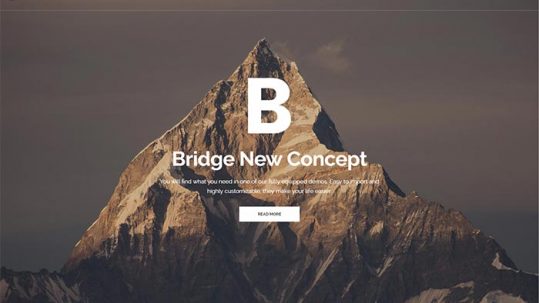 B
Bridge New Concept
You will find what you need in one of our fully equipped demos. Easy to import and
highly customizable, they make your life easier.
READ MORE